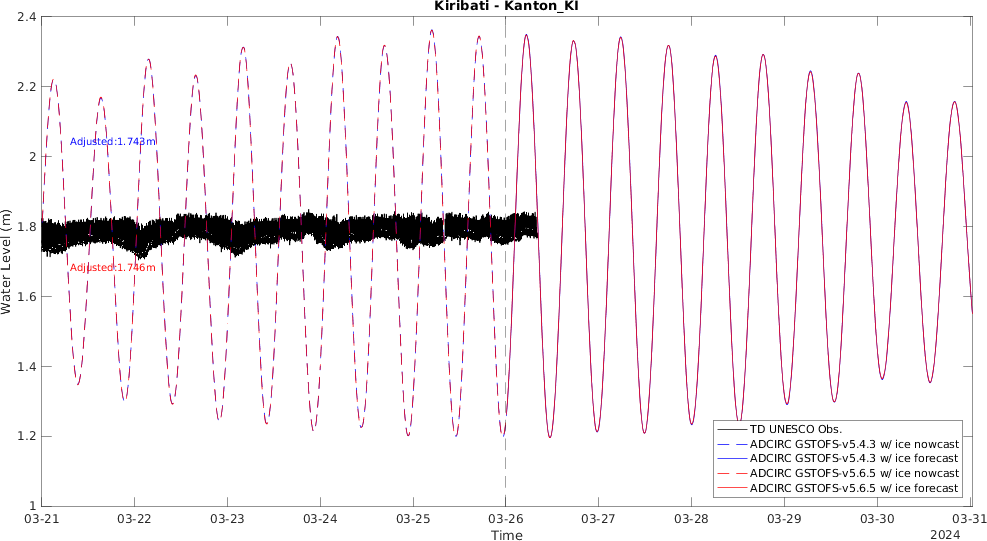 Kiribati - Kanton_KI
2.4
2.2
2
1.8
1.6
1.4
1.2
1
Water Level (m)
Adjusted:1.743m
Adjusted:1.746m
TD UNESCO Obs.
ADCIRC GSTOFS-v5.4.3 w/ ice nowcast
ADCIRC GSTOFS-v5.4.3 w/ ice forecast
ADCIRC GSTOFS-v5.6.5 w/ ice nowcast
ADCIRC GSTOFS-v5.6.5 w/ ice forecast
03-21 03-22 03-23 03-24 03-25 03-26 03-27 03-28 03-29 03-30 03-31
Time
2024